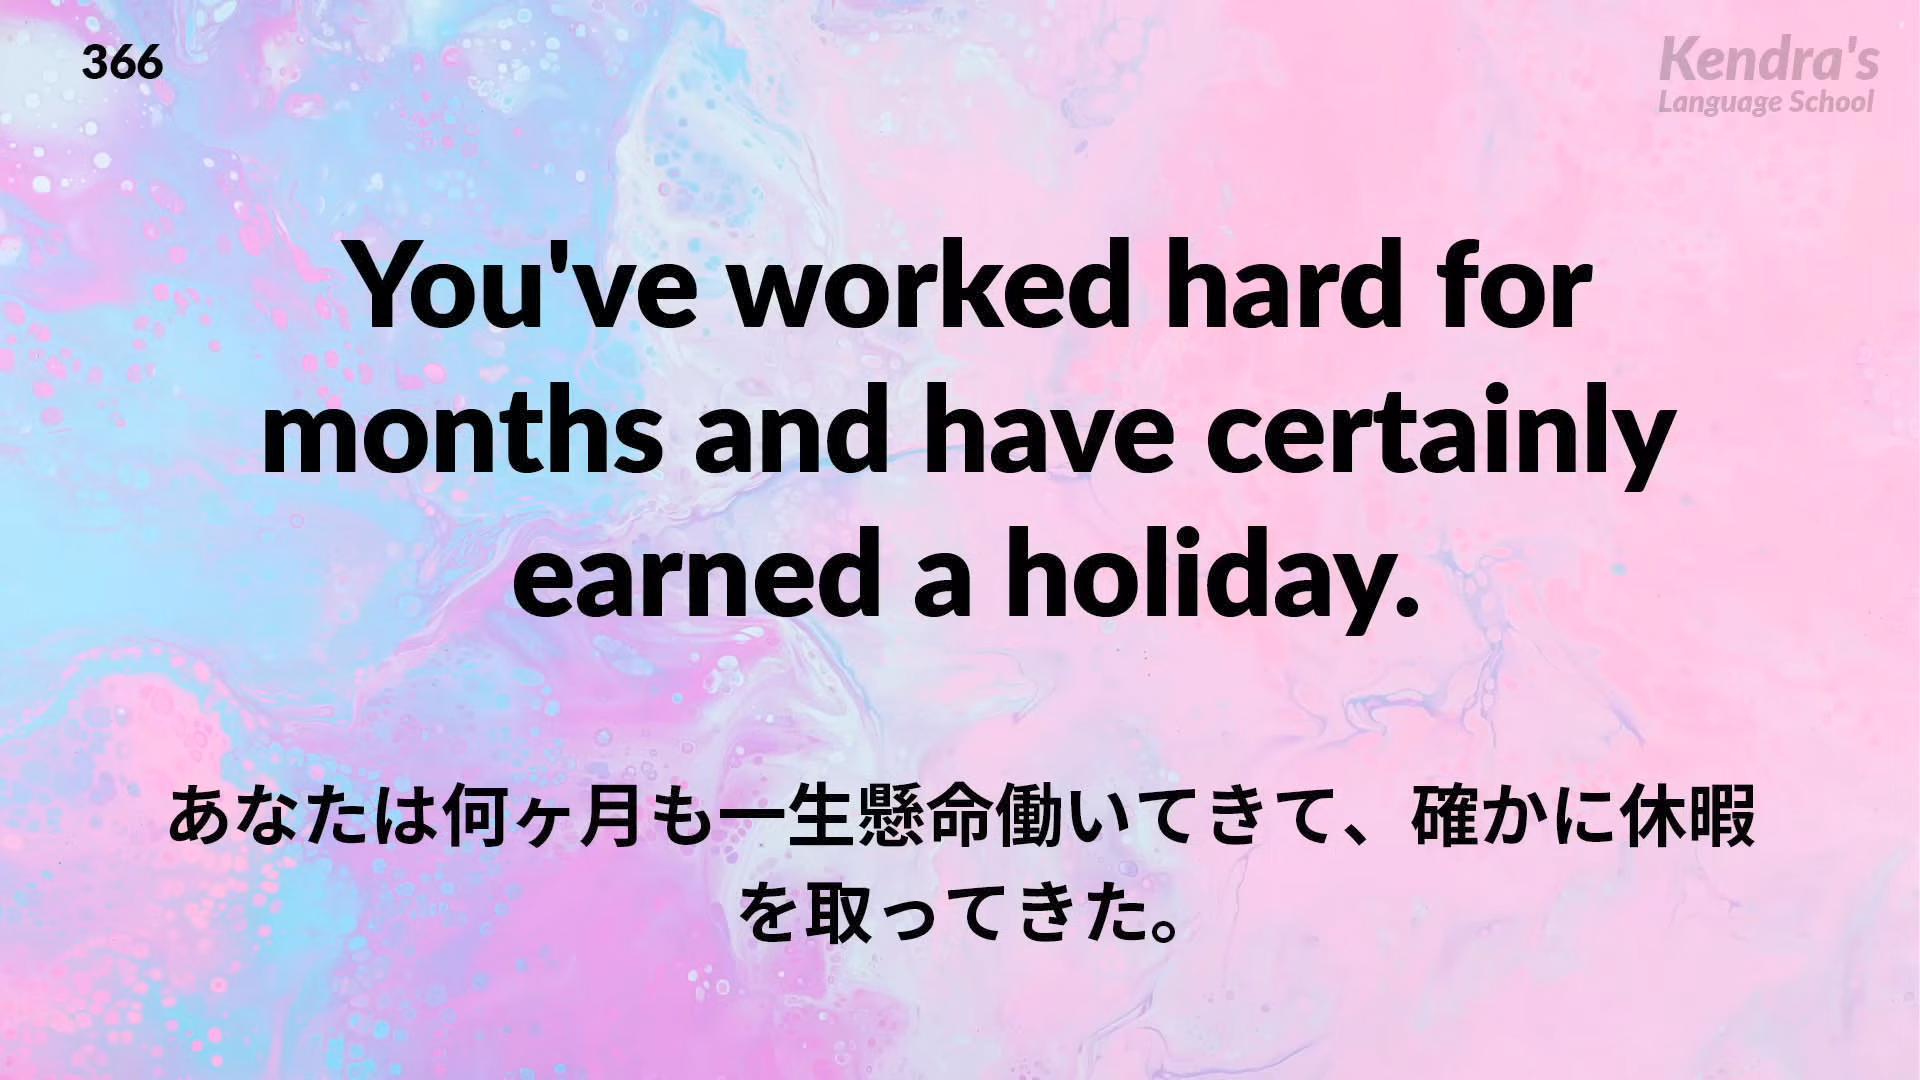 366
Kendra's
Language School
You've worked hard for
months and have certainly
earned a holiday.
あなたは何ヶ月も一生懸命働いてきて、確かに休暇
を取ってきた。